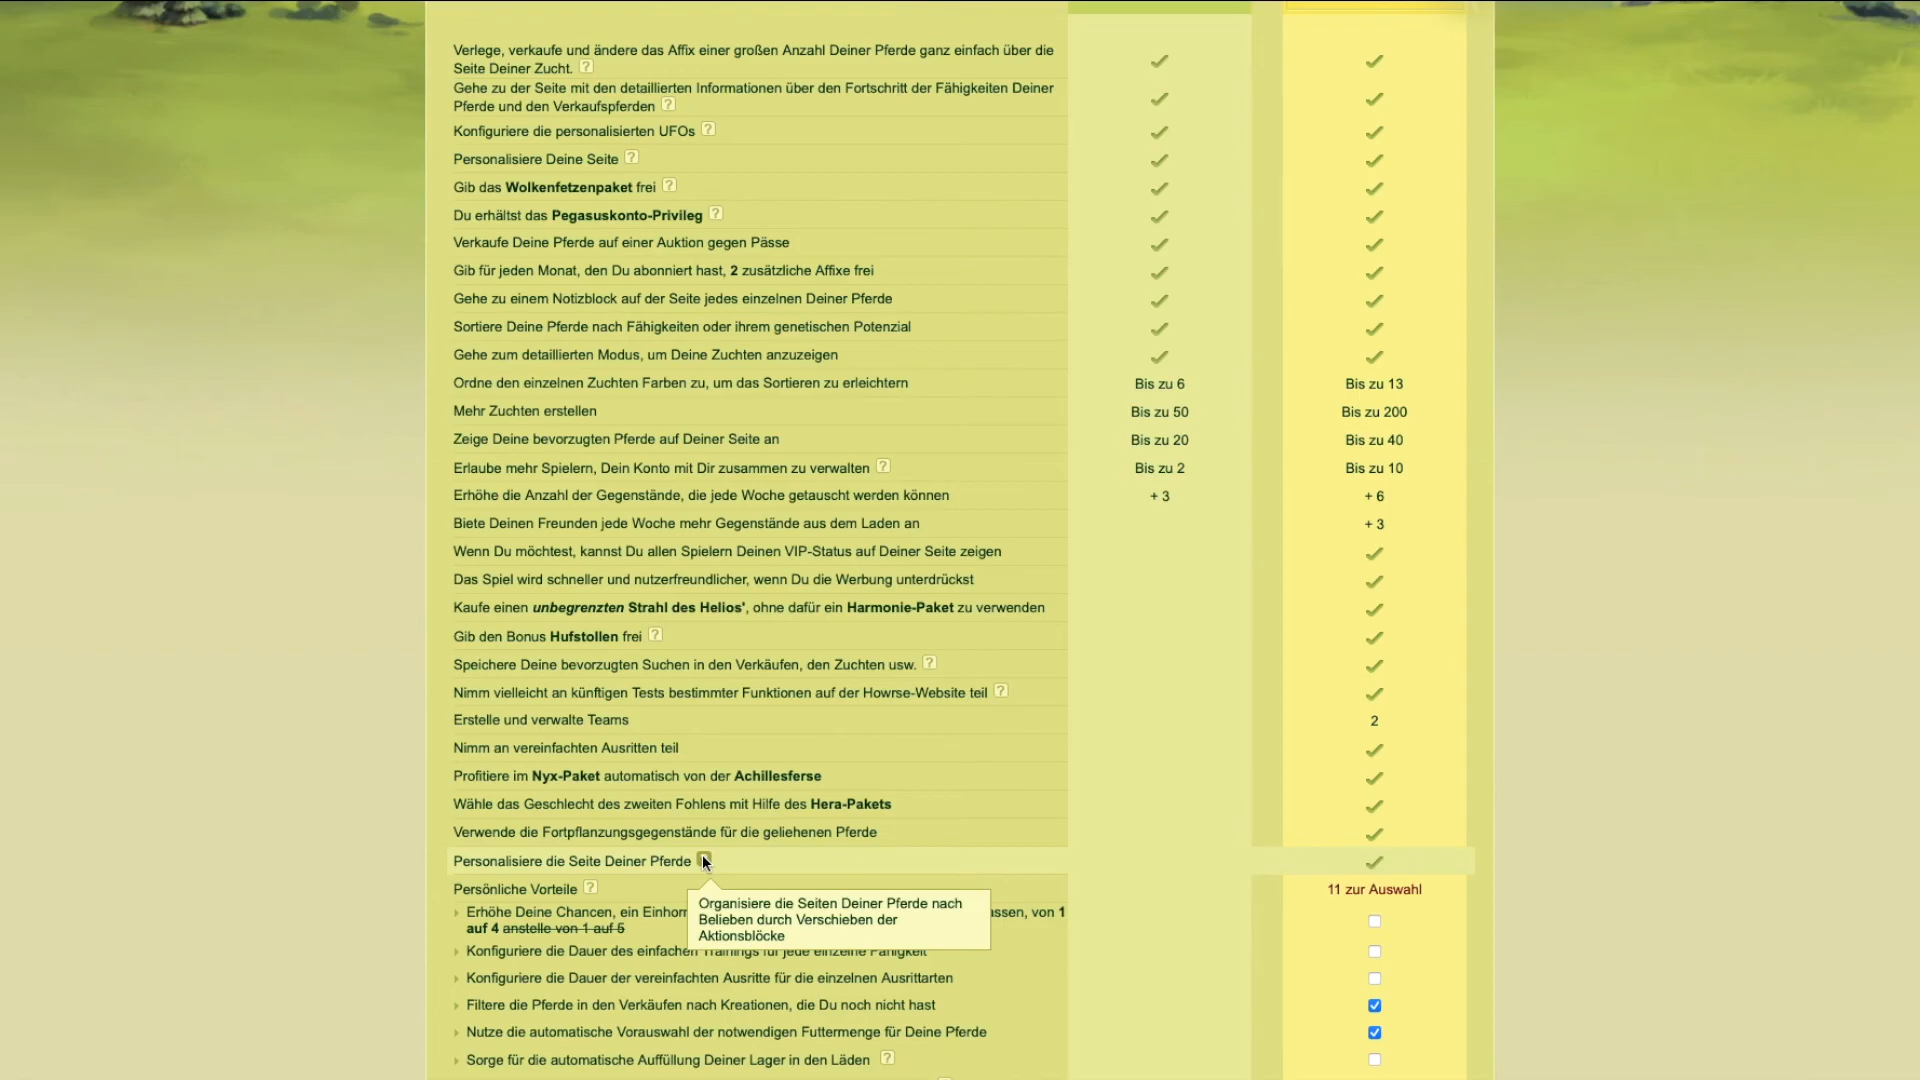 Verlege, verkaufe und ändere das Affix einer großen Anzahl Deiner Pferde ganz einfach über die
Seite Deiner Zucht. ?
Gehe zu der Seite mit den detaillierten Informationen über den Fortschritt der Fähigkeiten Deiner
Pferde und den Verkaufspferden ?
Konfiguriere die personalisierten UFOs ?
Personalisiere Deine Seite ?
Gib das Wolkenfetzenpaket frei ?
Du erhältst das Pegasuskonto-Privileg ?
Verkaufe Deine Pferde auf einer Auktion gegen Pässe
Gib für jeden Monat, den Du abonniert hast, 2 zusätzliche Affixe frei
Gehe zu einem Notizblock auf der Seite jedes einzelnen Deiner Pferde
Sortiere Deine Pferde nach Fähigkeiten oder ihrem genetischen Potenzial
Gehe zum detaillierten Modus, um Deine Zuchten anzuzeigen
Ordne den einzelnen Zuchten Farben zu, um das Sortieren zu erleichtern Bis zu 6 Bis zu 13
Mehr Zuchten erstellen Bis zu 50 Bis zu 200
Zeige Deine bevorzugten Pferde auf Deiner Seite an Bis zu 20 Bis zu 40
Erlaube mehr Spielern, Dein Konto mit Dir zusammen zu verwalten ? Bis zu 2 Bis zu 10
Erhöhe die Anzahl der Gegenstände, die jede Woche getauscht werden können + 3 + 6
Biete Deinen Freunden jede Woche mehr Gegenstände aus dem Laden an + 3
Wenn Du möchtest, kannst Du allen Spielern Deinen VIP-Status auf Deiner Seite zeigen
Das Spiel wird schneller und nutzerfreundlicher, wenn Du die Werbung unterdrückst
Kaufe einen unbegrenzten Strahl des Helios', ohne dafür ein Harmonie-Paket zu verwenden
Gib den Bonus Hufstollen frei ?
Speichere Deine bevorzugten Suchen in den Verkäufen, den Zuchten usw. ?
Nimm vielleicht an künftigen Tests bestimmter Funktionen auf der Howrse-Website teil ?
Erstelle und verwalte Teams 2
Nimm an vereinfachten Ausritten teil
Profitiere im Nyx-Paket automatisch von der Achillesferse
Wähle das Geschlecht des zweiten Fohlens mit Hilfe des Hera-Pakets
Verwende die Fortpflanzungsgegenstände für die geliehenen Pferde
Personalisiere die Seite Deiner Pferde
Persönliche Vorteile ? 11 zur Auswahl
Organisiere die Seiten Deiner Pferde nach
Belieben durch Verschieben der
Aktionsblöcke
Erhöhe Deine Chancen, ein Einhorn von 1
auf 4 anstelle von 1 auf 5
Konfiguriere die Dauer des einfachen Trainings für jede einzelne Fähigkeit
Konfiguriere die Dauer der vereinfachten Ausritte für die einzelnen Ausrittarten
Filtere die Pferde in den Verkäufen nach Kreationen, die Du noch nicht hast
Nutze die automatische Vorauswahl der notwendigen Futtermenge für Deine Pferde
Sorge für die automatische Auffüllung Deiner Lager in den Läden ?